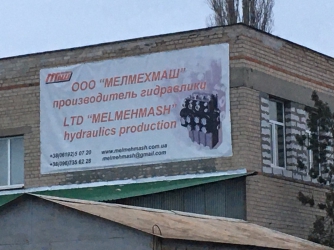 ООО "МЕЛМЕХМАШ"
производитель гидравлики
LTD "MELMEHMASH"
hydraulics production
www.melmehmash.com.ua
melmehmash@gmail.com